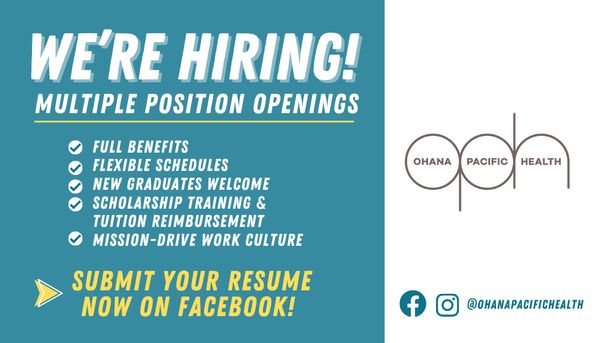 WE'RE HIRING!
MULTIPLE POSITION OPENINGS
FULL BENEFITS
FLEXIBLE SCHEDULES
NEW GRADUATES WELCOME
SCHOLARSHIP TRAINING &
TUITION REIMBURSEMENT
MISSION-DRIVE WORK CULTURE
SUBMIT YOUR RESUME
NOW ON FACEBOOK!
oph
OHANA PACIFIC HEALTH
@OHANAPACIFICHEALTH